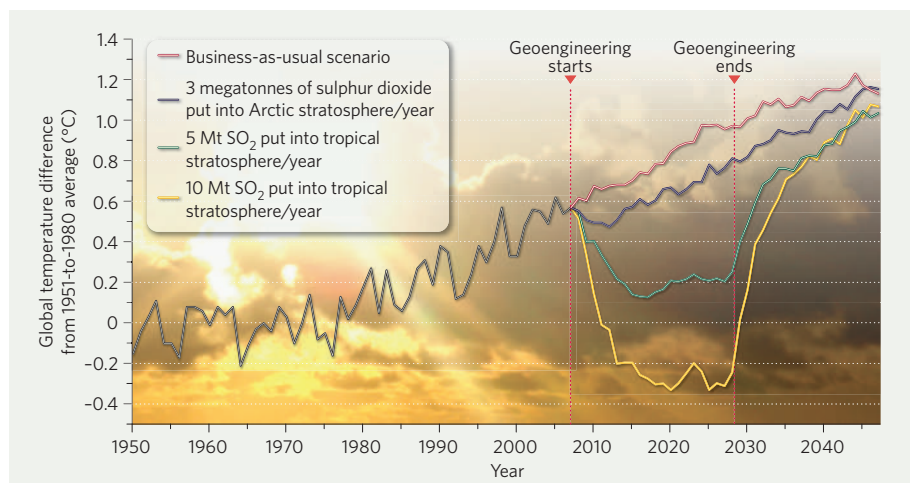 Global temperature difference
from 1951-to-1980 average (°C)
1.4
1.2
1.0
0.8
0.6
0.4
0.2
0
−0.2
−0.4
Business-as-usual scenario
3 megatonnes of sulphur dioxide
put into Arctic stratosphere/year
5 Mt SO₂ put into tropical
stratosphere/year
10 Mt SO₂ put into tropical
stratosphere/year
Geoengineering
starts
Geoengineering
ends
1950 1960 1970 1980 1990 2000 2010 2020 2030 2040
Year